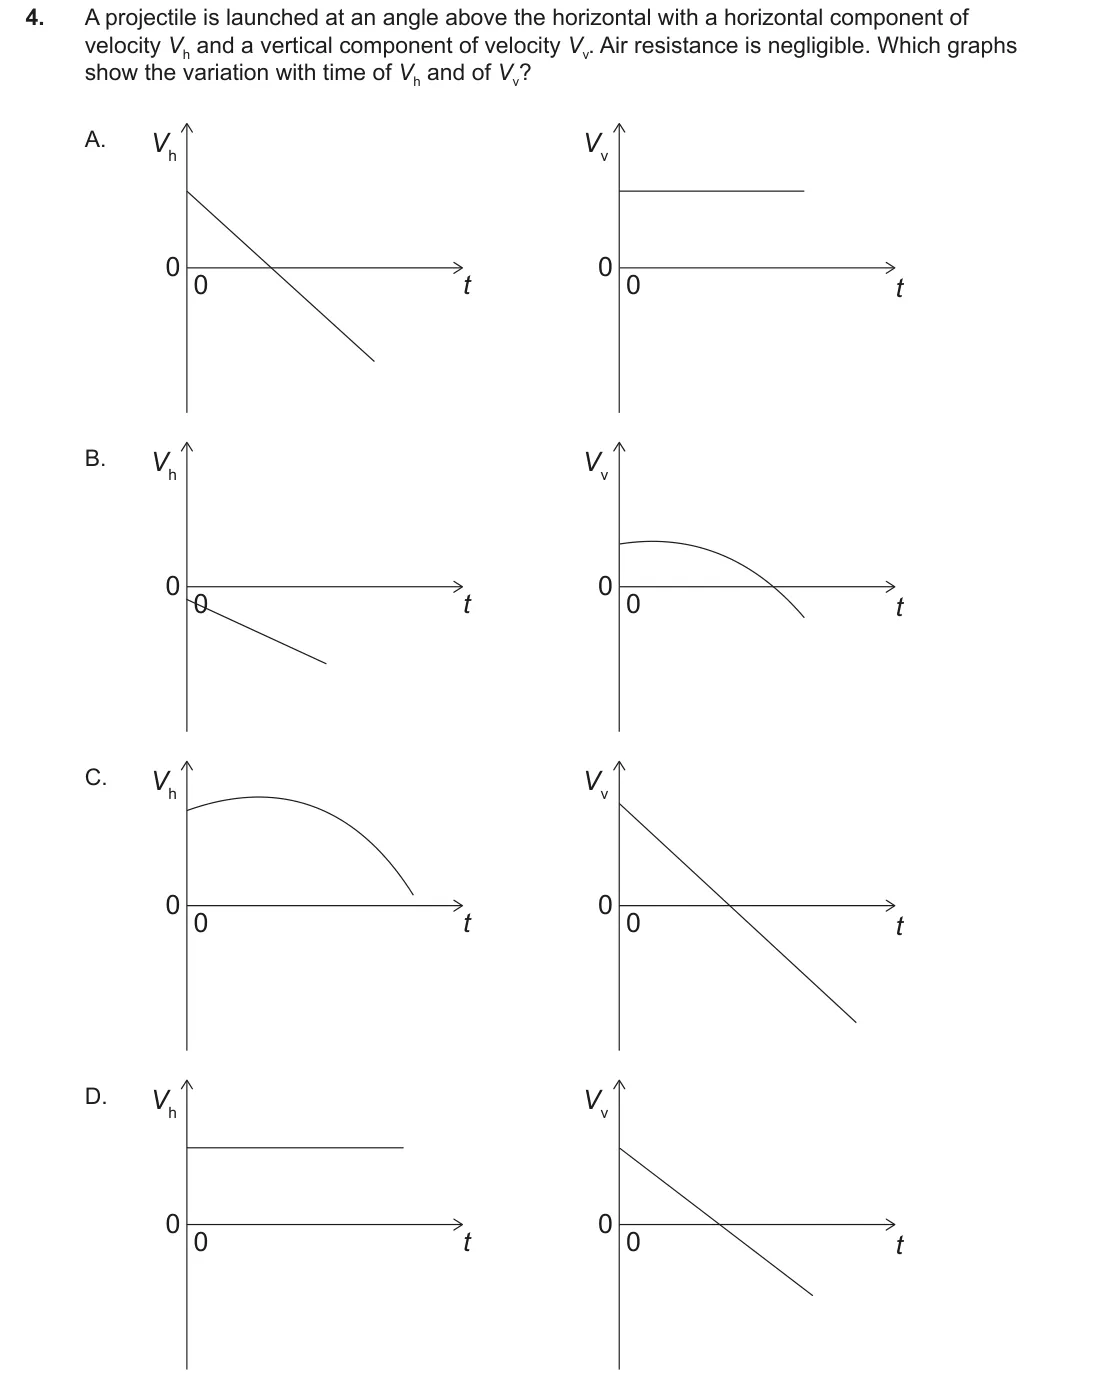 4. A projectile is launched at an angle above the horizontal with a horizontal component of
velocity Vh and a vertical component of velocity Vv. Air resistance is negligible. Which graphs
show the variation with time of Vh and of Vv?
A. Vh Vv
0 0
0 t 0 t
B. Vh Vv
0 0
0 t 0 t
C. Vh Vv
0 0
0 t 0 t
D. Vh Vv
0 0
0 t 0 t